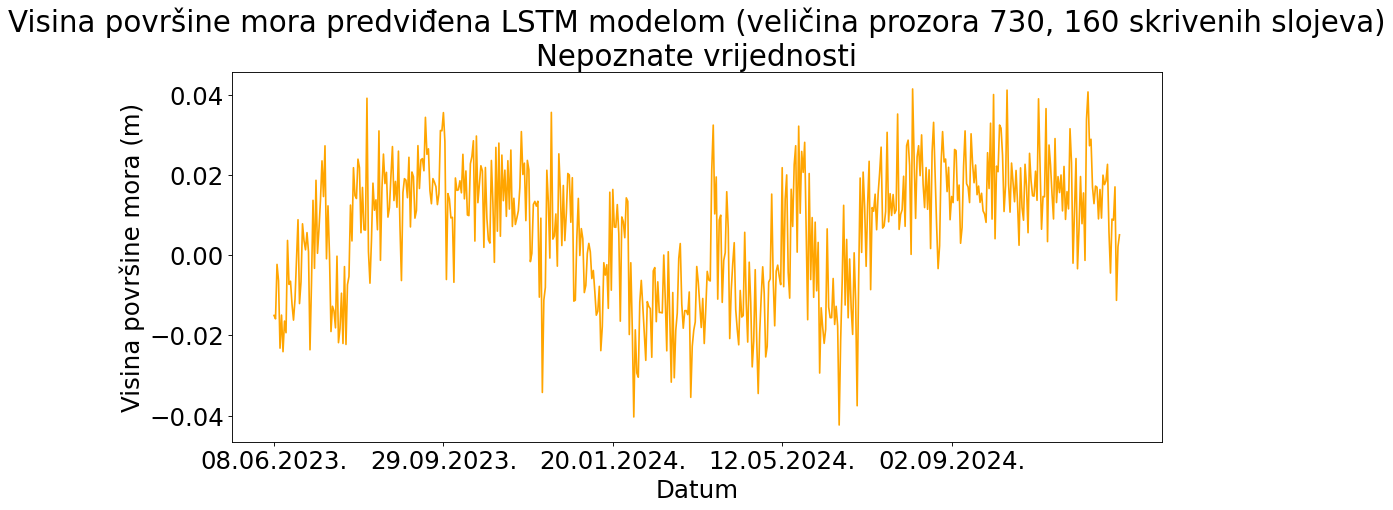 Visina površine mora predviđena LSTM modelom (veličina prozora 730, 160 skrivenih slojeva)
Nepoznate vrijednosti
Visina površine mora (m)
0.04
0.02
0.00
−0.02
−0.04
08.06.2023. 29.09.2023. 20.01.2024. 12.05.2024. 02.09.2024.
Datum